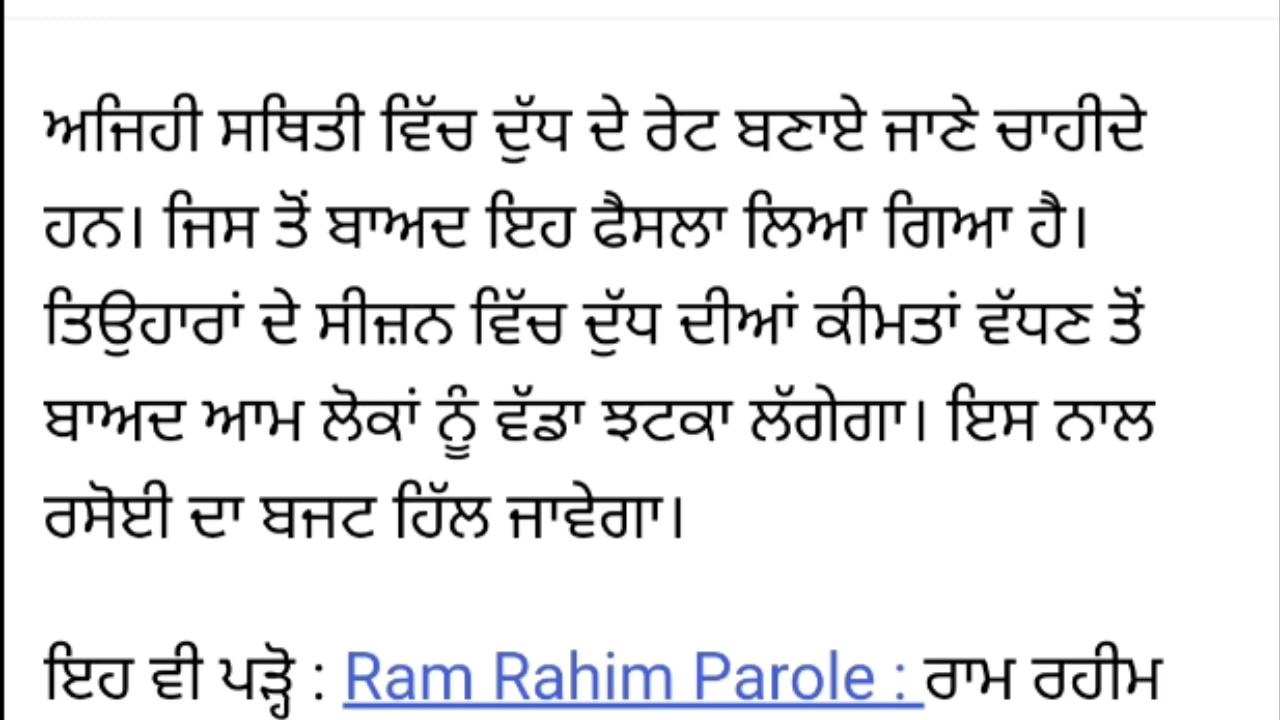 ਅਜਿਹੀ ਸਥਿਤੀ ਵਿੱਚ ਦੁੱਧ ਦੇ ਰੇਟ ਬਣਾਏ ਜਾਣੇ ਚਾਹੀਦੇ
ਹਨ। ਜਿਸ ਤੋਂ ਬਾਅਦ ਇਹ ਫੈਸਲਾ ਲਿਆ ਗਿਆ ਹੈ।
ਤਿਉਹਾਰਾਂ ਦੇ ਸੀਜ਼ਨ ਵਿੱਚ ਦੁੱਧ ਦੀਆਂ ਕੀਮਤਾਂ ਵੱਧਣ ਤੋਂ
ਬਾਅਦ ਆਮ ਲੋਕਾਂ ਨੂੰ ਵੱਡਾ ਝਟਕਾ ਲੱਗੇਗਾ। ਇਸ ਨਾਲ
ਰਸੋਈ ਦਾ ਬਜਟ ਹਿੱਲ ਜਾਵੇਗਾ।
ਇਹ ਵੀ ਪੜ੍ਹੋ : Ram Rahim Parole : ਰਾਮ ਰਹੀਮ